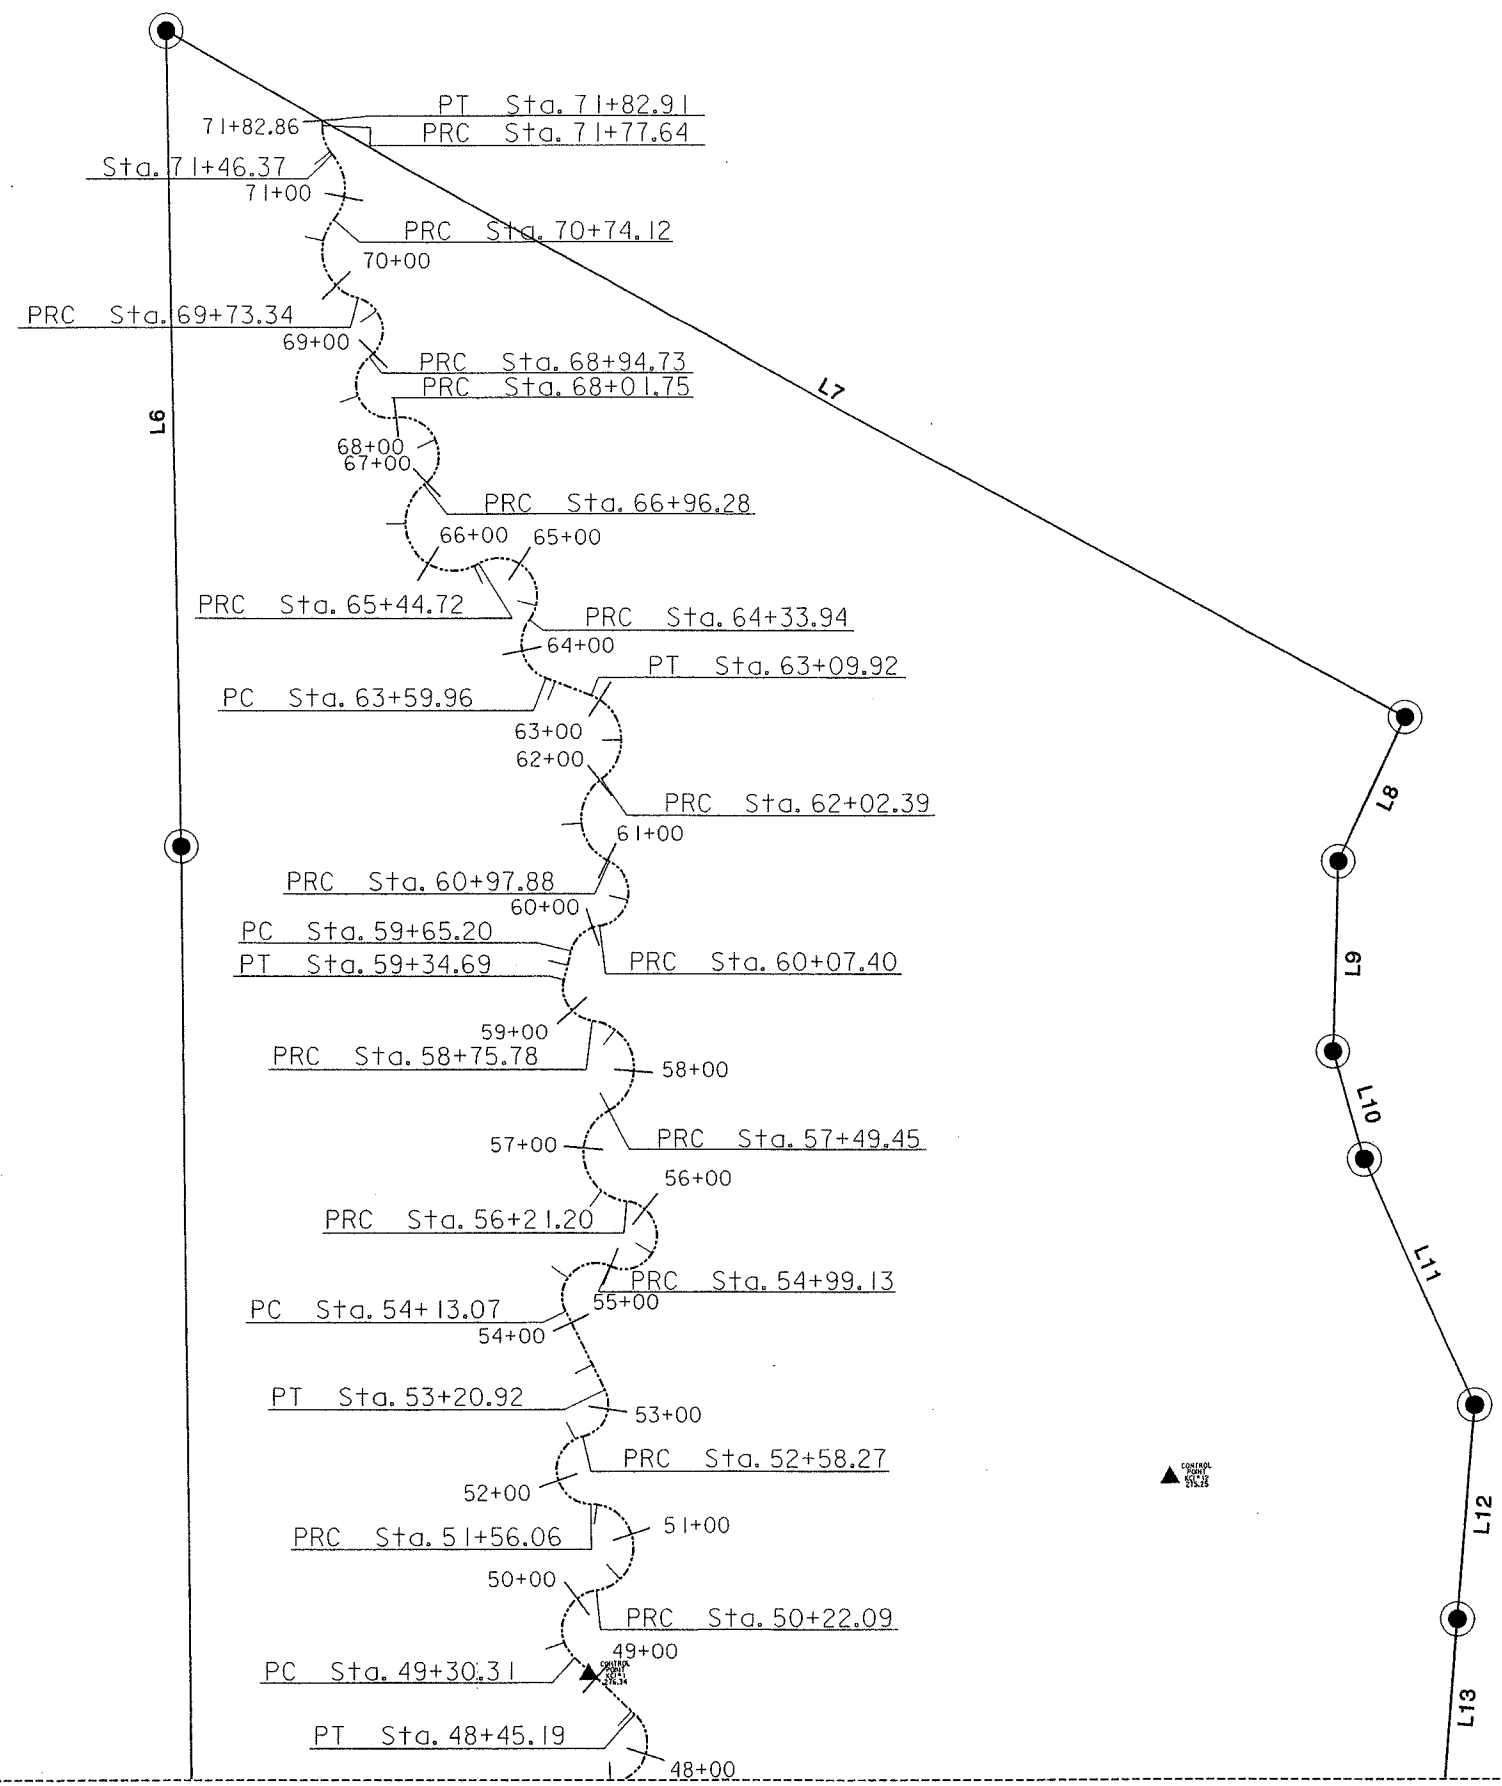 PT Sta. 71+82.91
71+82.86
PRC Sta. 71+77.64
Sta. 71+46.37
71+00
PRC Sta. 70+74.12
70+00
PRC Sta. 69+73.34
69+00
PRC Sta. 68+94.73
PRC Sta. 68+01.75
L7
L6
68+00
67+00
PRC Sta. 66+96.28
66+00
65+00
PRC Sta. 65+44.72
PRC Sta. 64+33.94
64+00
PT Sta. 63+09.92
PC Sta. 63+59.96
63+00
62+00
L8
PRC Sta. 62+02.39
61+00
PRC Sta. 60+97.88
60+00
PC Sta. 59+65.20
PT Sta. 59+34.69
PRC Sta. 60+07.40
L9
59+00
PRC Sta. 58+75.78
58+00
L10
57+00
PRC Sta. 57+49.45
56+00
PRC Sta. 56+21.20
L11
PRC Sta. 54+99.13
55+00
PC Sta. 54+13.07
54+00
PT Sta. 53+20.92
53+00
PRC Sta. 52+58.27
CONTROL
POINT
52+00
L12
51+00
PRC Sta. 51+56.06
50+00
PRC Sta. 50+22.09
49+00
CONTROL
POINT
PC Sta. 49+30.31
L13
PT Sta. 48+45.19
48+00